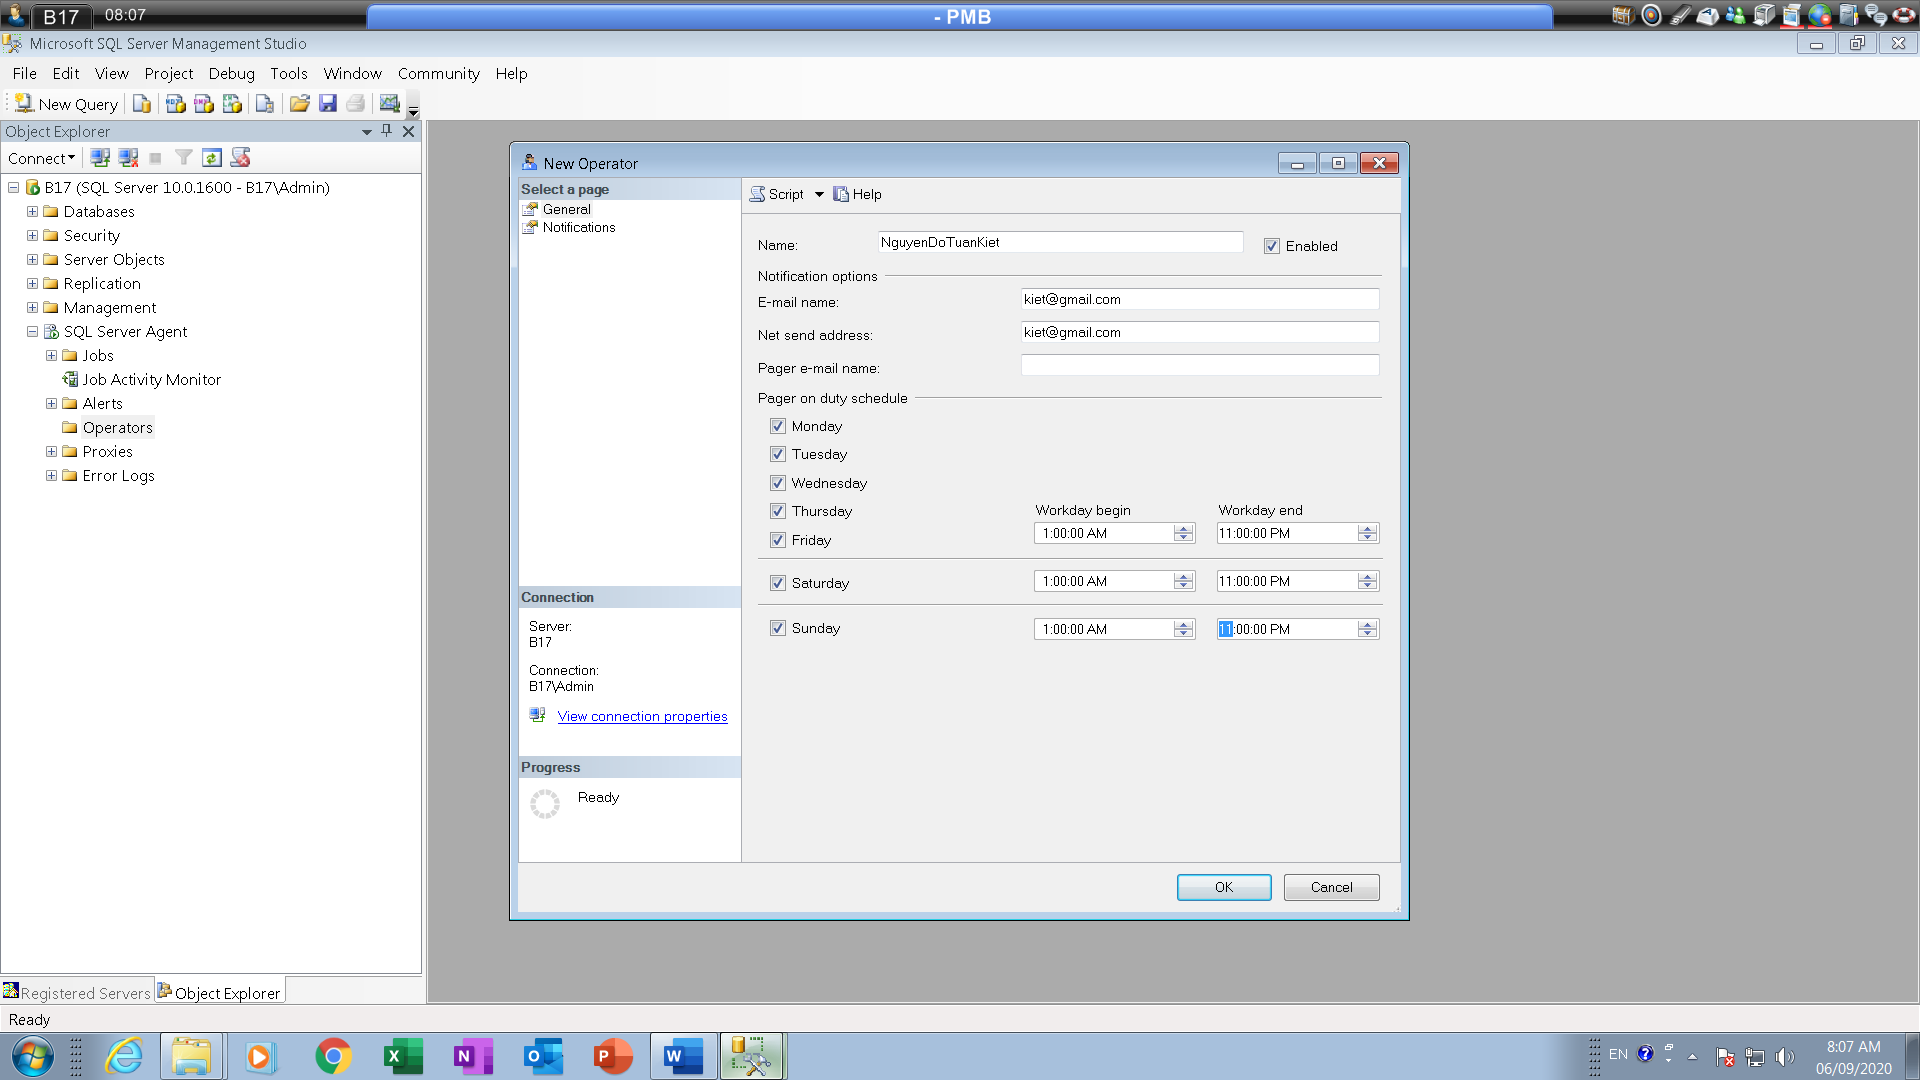 B17
08:07
- PMB
Microsoft SQL Server Management Studio
File Edit View Project Debug Tools Window Community Help
New Query
Object Explorer
Connect
B17 (SQL Server 10.0.1600 - B17\Admin)
Databases
Security
Server Objects
Replication
Management
SQL Server Agent
Jobs
Job Activity Monitor
Alerts
Operators
Proxies
Error Logs
Registered Servers
Object Explorer
Ready
New Operator
Select a page
General
Notifications
Connection
Server:
B17
Connection:
B17\Admin
View connection properties
Progress
Ready
Script
Help
Name:
NguyenDoTuanKiet
Enabled
Notification options
E-mail name:
kiet@gmail.com
Net send address:
kiet@gmail.com
Pager e-mail name:
Pager on duty schedule
Monday
Tuesday
Wednesday
Thursday
Workday begin
Workday end
Friday
1:00:00 AM
11:00:00 PM
Saturday
1:00:00 AM
11:00:00 PM
Sunday
1:00:00 AM
11:00:00 PM
OK
Cancel
EN
8:07 AM
06/09/2020